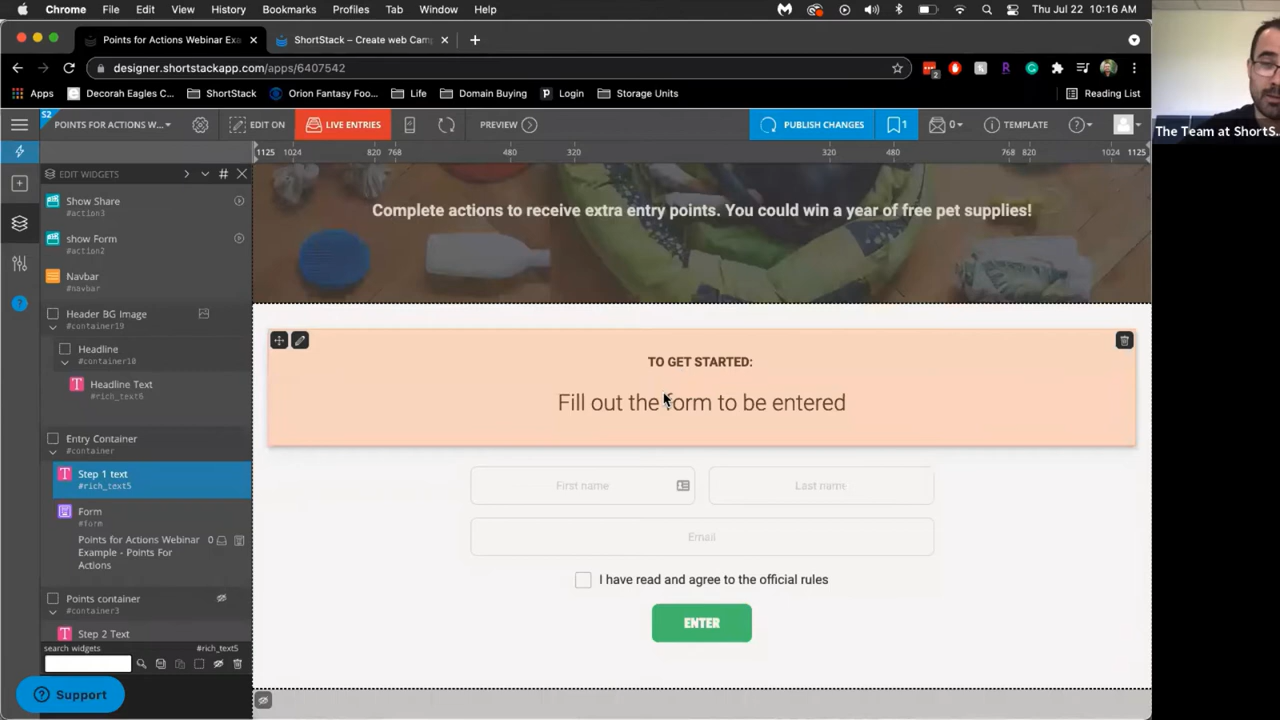 Chrome File Edit View History Bookmarks Profiles Tab Window Help Thu Jul 22 10:16 AM
Points for Actions Webinar Exa ShortStack – Create web Cam
designer.shortstackapp.com/apps/6407542
Apps Decorah Eagles C... ShortStack Orion Fantasy Foo... Life Domain Buying Login Storage Units Reading List
The Team at ShortS...
S2 POINTS FOR ACTIONS W... EDIT ON LIVE ENTRIES PREVIEW PUBLISH CHANGES 1 0 TEMPLATE
1125 1024 820 768 480 320 320 480 768 820 1024 1125
EDIT WIDGETS #
Show Share
#action3
show Form
#action2
Navbar
#navbar
Header BG Image
#container19
Headline
#container10
Headline Text
#rich_text6
Entry Container
#container
Step 1 text
#rich_text5
Form
#form
Points for Actions Webinar 0
Example - Points For
Actions
Points container
#container3
Step 2 Text
search widgets #rich_text5
Support
Complete actions to receive extra entry points. You could win a year of free pet supplies!
TO GET STARTED:
Fill out the form to be entered
First name Last name
Email
I have read and agree to the official rules
ENTER